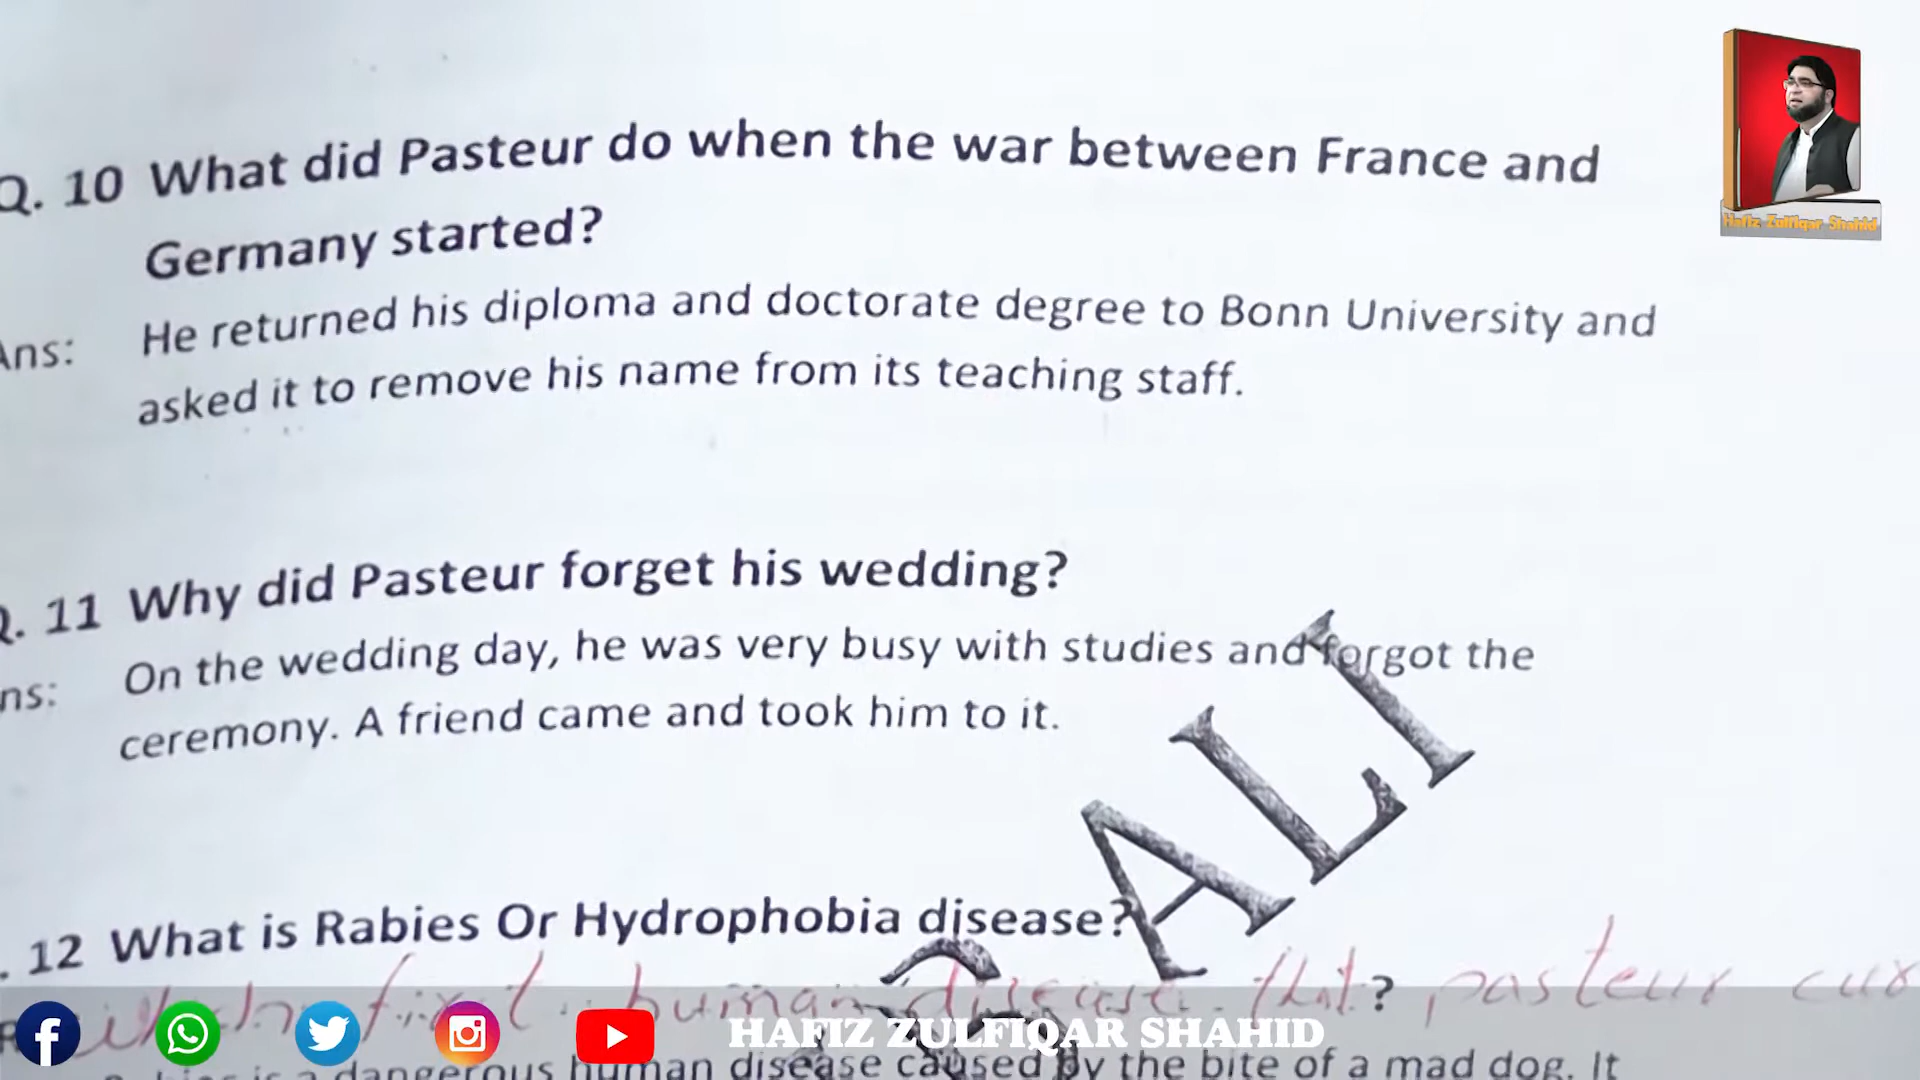 Hafiz Zulfiqar Shahid
Q. 10 What did Pasteur do when the war between France and
Germany started?
Ans: He returned his diploma and doctorate degree to Bonn University and
asked it to remove his name from its teaching staff.
Q. 11 Why did Pasteur forget his wedding?
ns: On the wedding day, he was very busy with studies and forgot the
ceremony. A friend came and took him to it.
ALI
. 12 What is Rabies Or Hydrophobia disease?
which first human disease that? pasteur cur
HAFIZ ZULFIQAR SHAHID
is a dangerous human disease caused by the bite of a mad dog. It